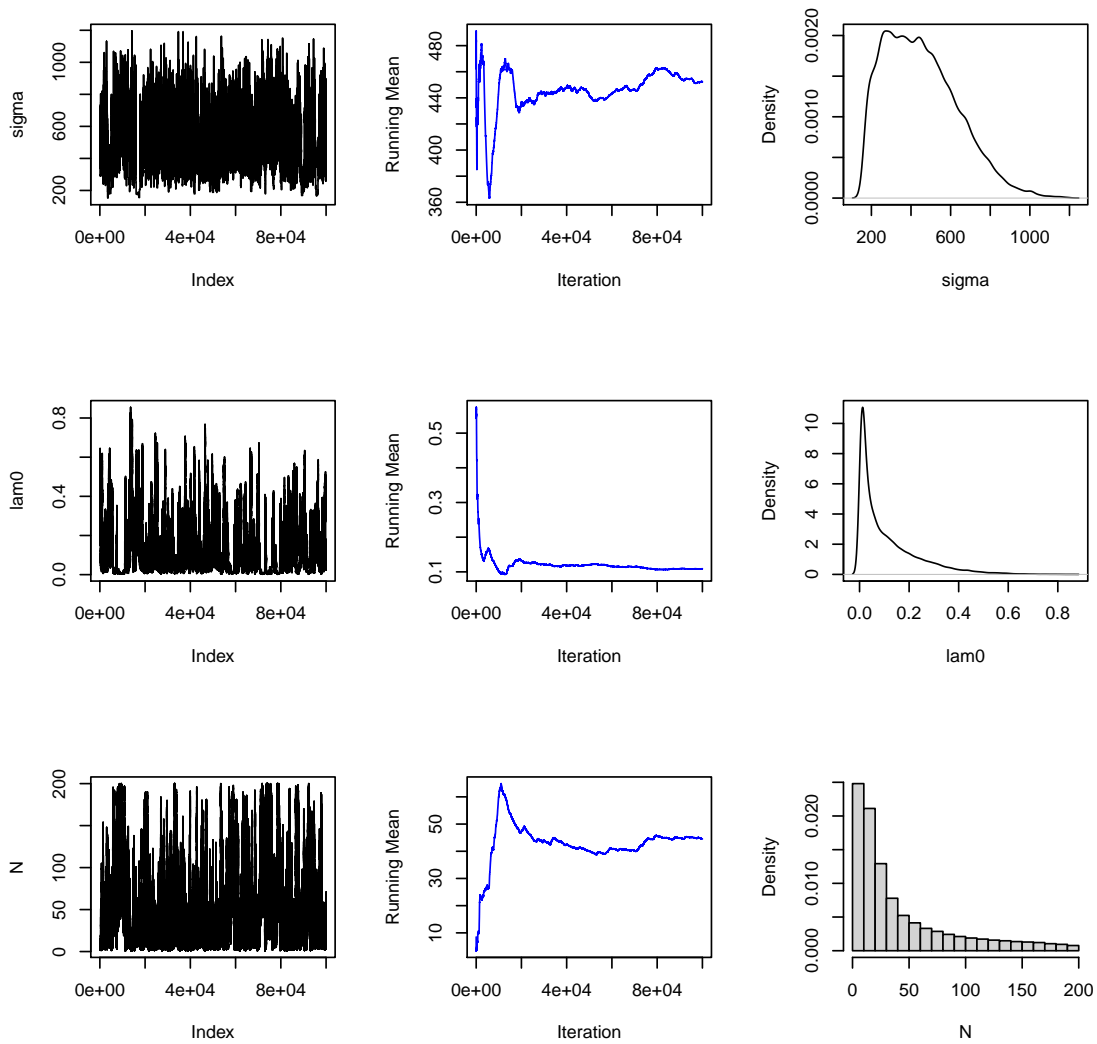 sigma
200 600 1000
0e+00 4e+04 8e+04
Index
Running Mean
360 400 440 480
0e+00 4e+04 8e+04
Iteration
Density
0.0000 0.0010 0.0020
200 600 1000
sigma
lam0
0.0 0.4 0.8
0e+00 4e+04 8e+04
Index
Running Mean
0.1 0.3 0.5
0e+00 4e+04 8e+04
Iteration
Density
0 2 4 6 8 10
0.0 0.2 0.4 0.6 0.8
lam0
N
0 50 100 150 200
0e+00 4e+04 8e+04
Index
Running Mean
10 30 50
0e+00 4e+04 8e+04
Iteration
Density
0.000 0.010 0.020
0 50 100 150 200
N